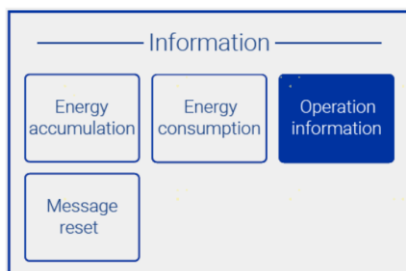 Information
Energy
accumulation
Energy
consumption
Operation
information
Message
reset